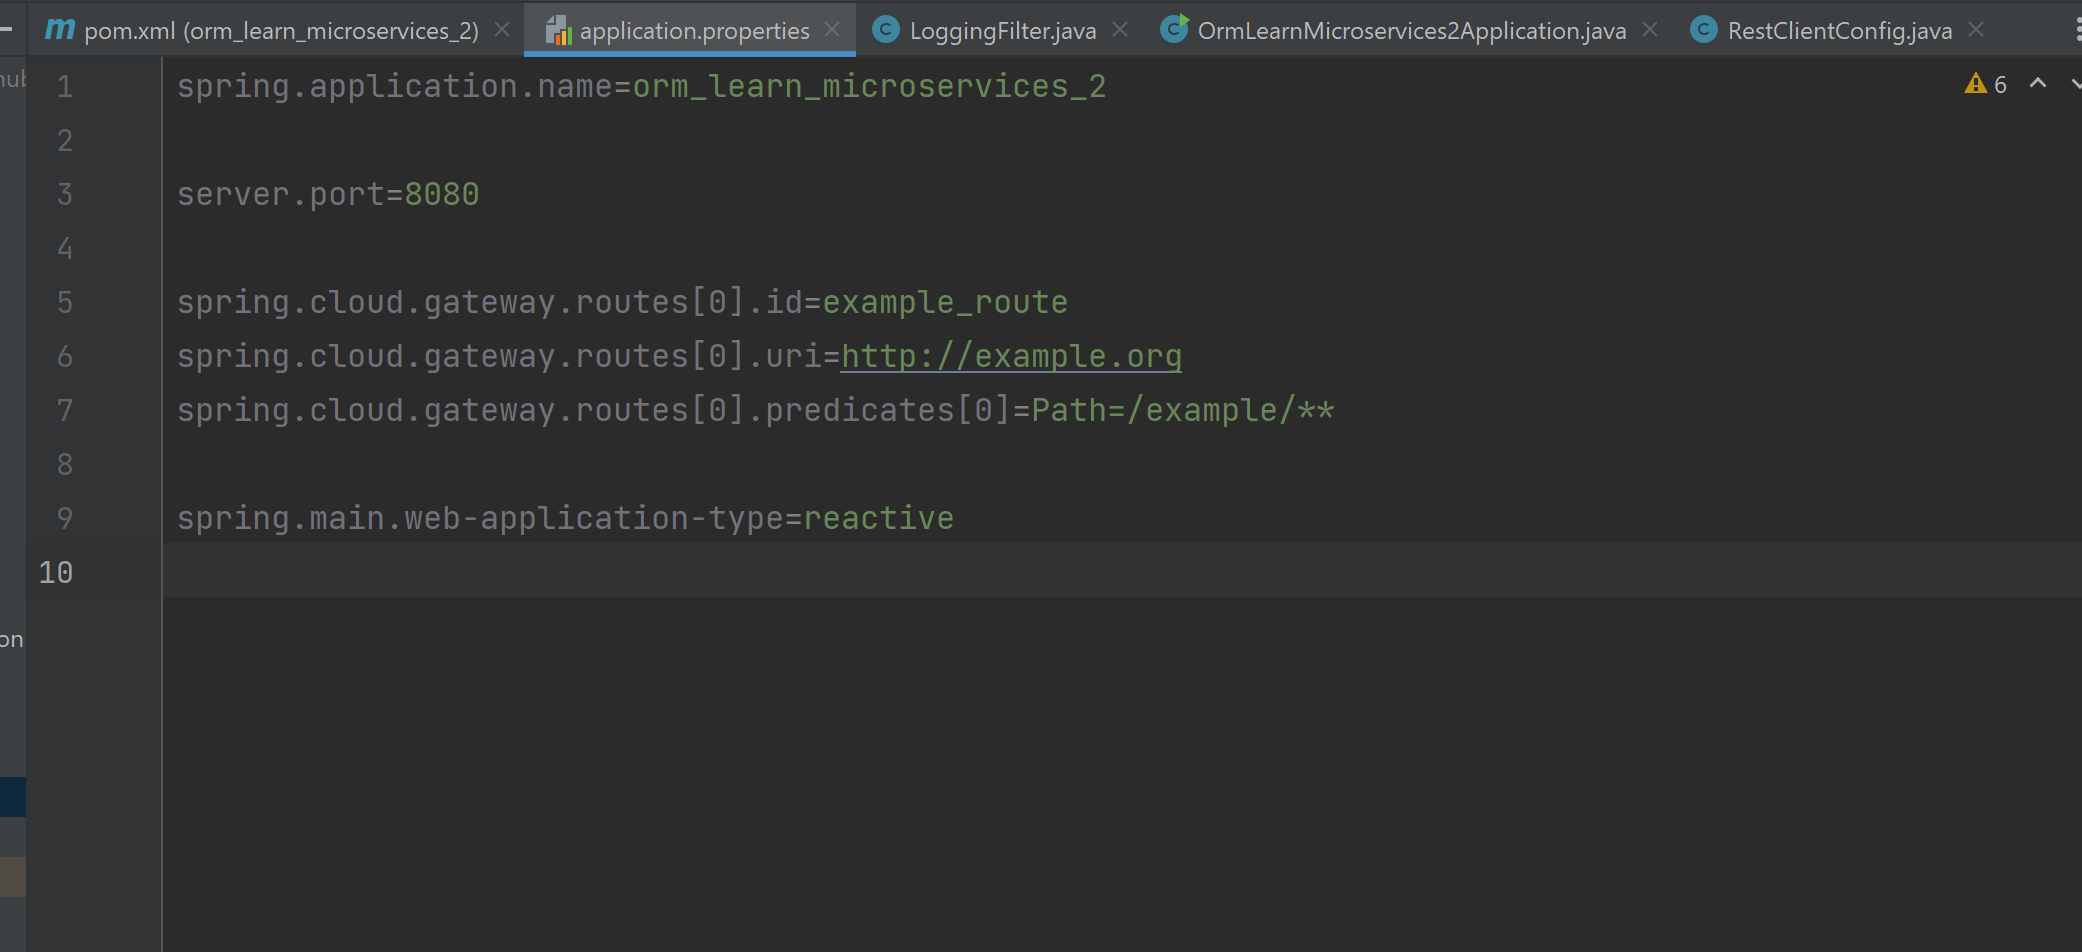 pom.xml (orm_learn_microservices_2) application.properties LoggingFilter.java OrmLearnMicroservices2Application.java RestClientConfig.java
6
1 spring.application.name=orm_learn_microservices_2
2
3 server.port=8080
4
5 spring.cloud.gateway.routes[0].id=example_route
6 spring.cloud.gateway.routes[0].uri=http://example.org
7 spring.cloud.gateway.routes[0].predicates[0]=Path=/example/**
8
9 spring.main.web-application-type=reactive
10
on